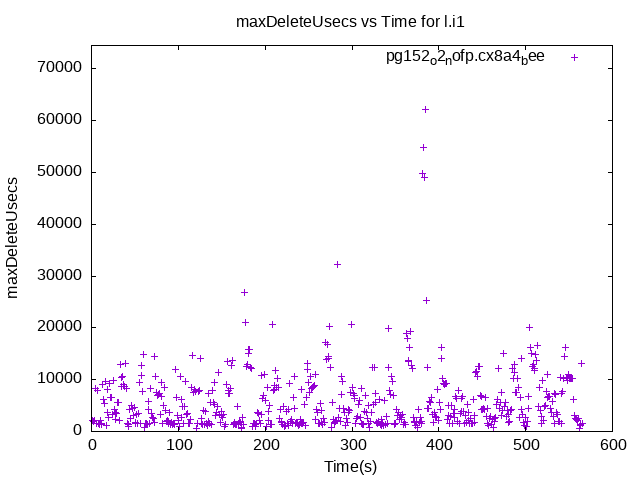 maxDeleteUsecs vs Time for l.i1
pg152o2nofp.cx8a4bee
70000
60000
50000
40000
30000
20000
10000
0
maxDeleteUsecs
0 100 200 300 400 500 600
Time(s)